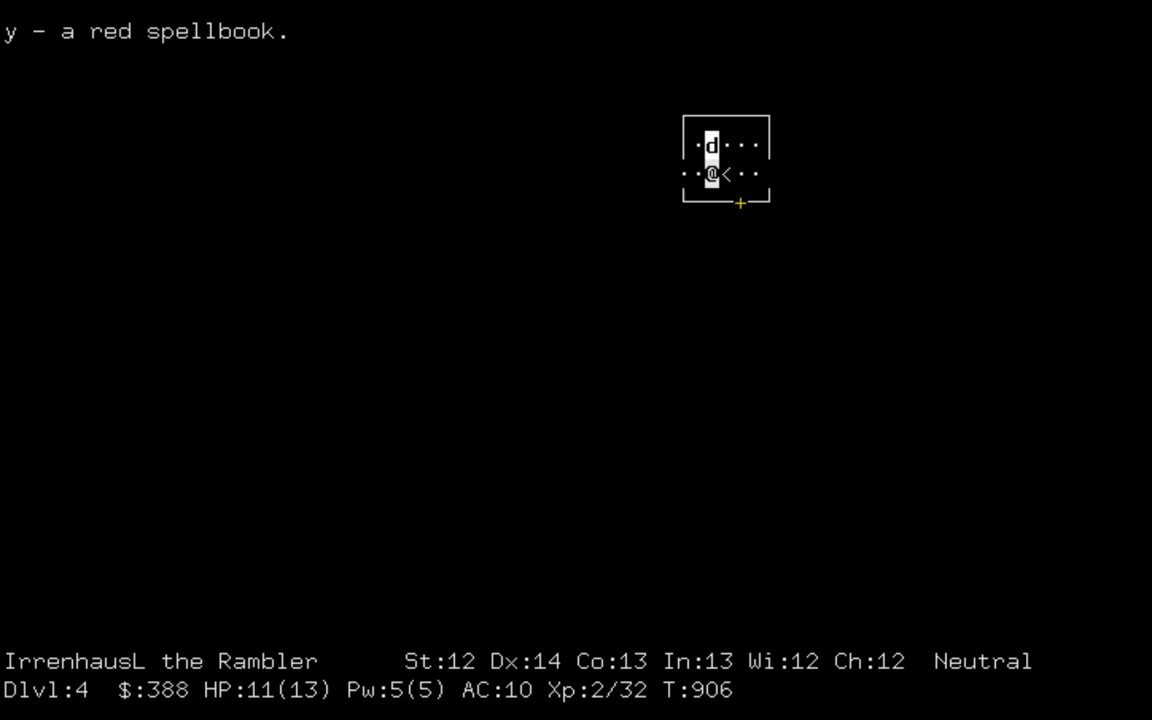 y - a red spellbook.
.d...
..@<..
+
IrrenhausL the Rambler St:12 Dx:14 Co:13 In:13 Wi:12 Ch:12 Neutral
Dlvl:4 $:388 HP:11(13) Pw:5(5) AC:10 Xp:2/32 T:906